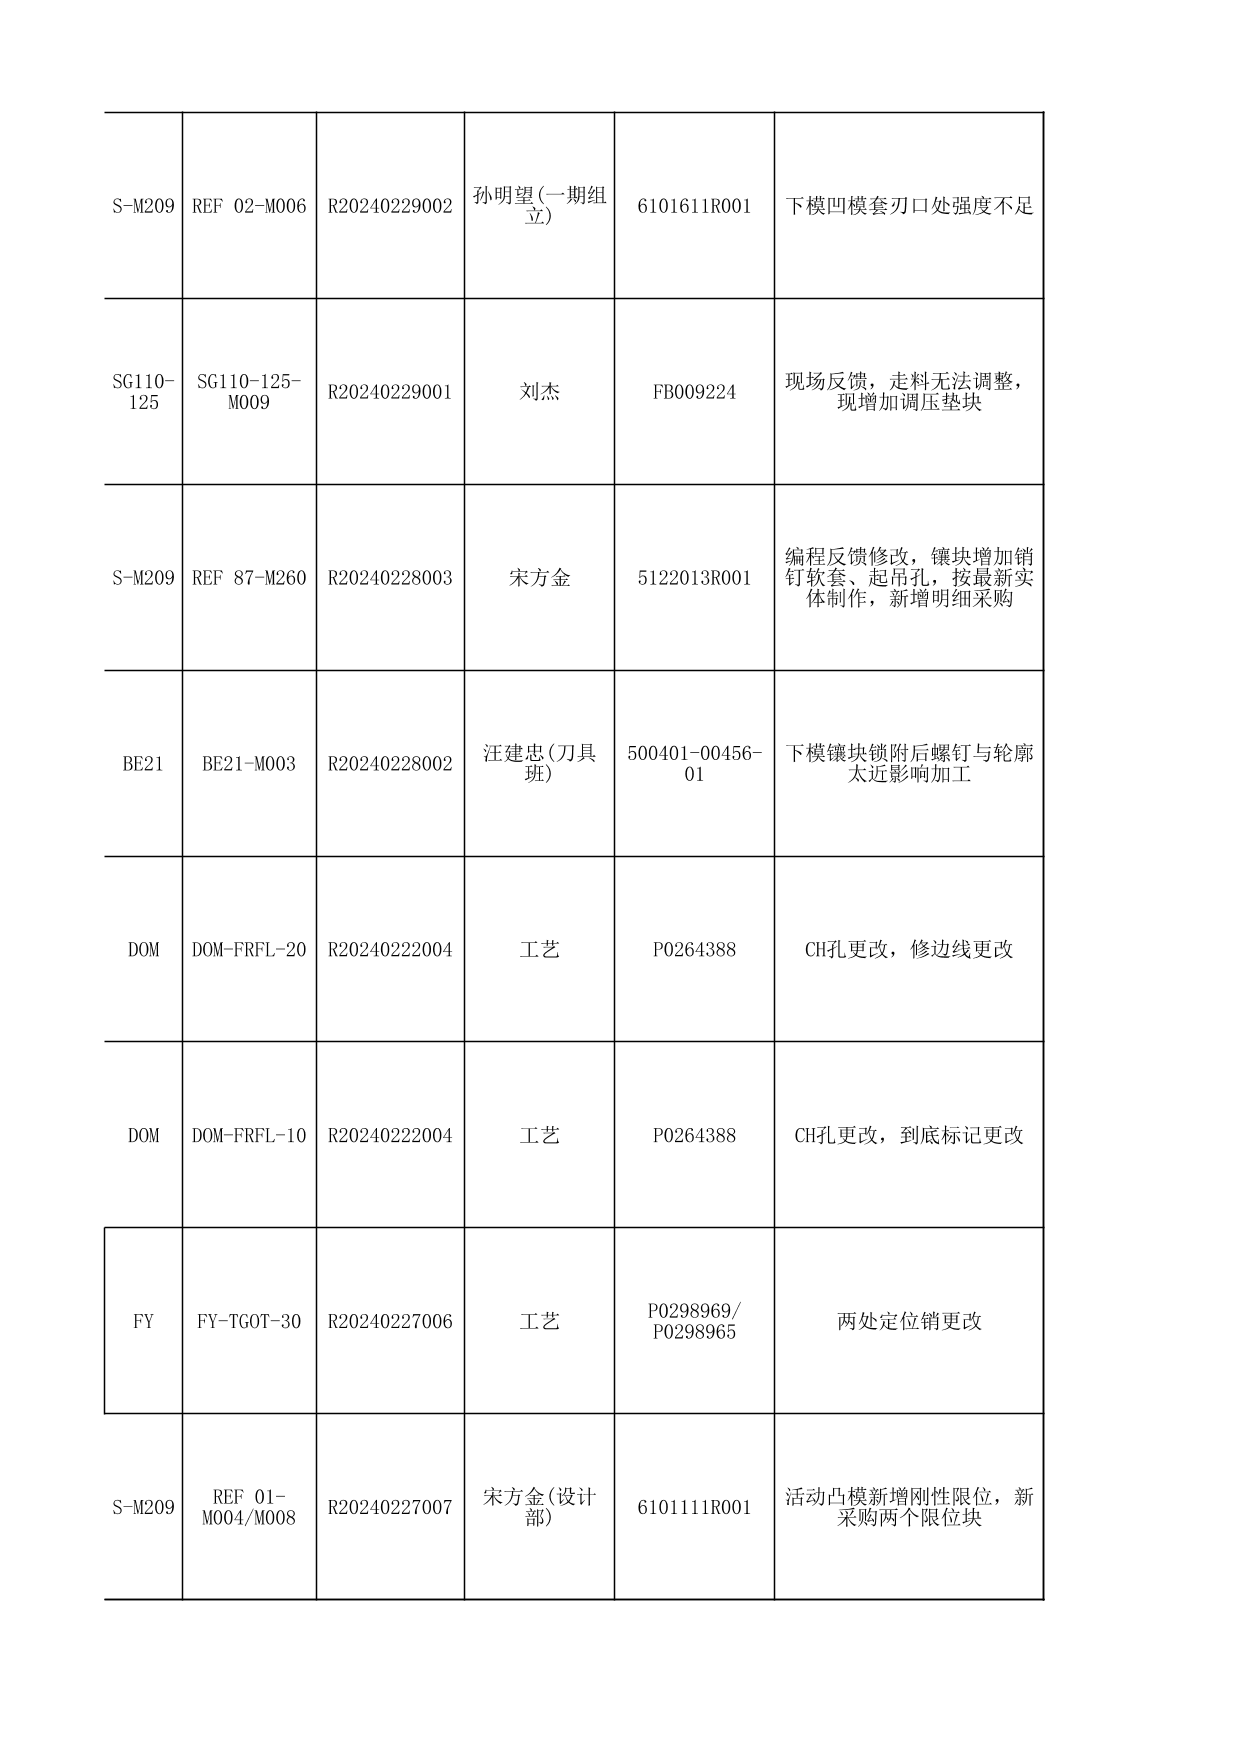 S-M209 REF 02-M006 R20240229002 孙明望(一期组
立) 6101611R001 下模凹模套刃口处强度不足
SG110-
125 SG110-125-
M009 R20240229001 刘杰 FB009224 现场反馈，走料无法调整，
现增加调压垫块
S-M209 REF 87-M260 R20240228003 宋方金 5122013R001 编程反馈修改，镶块增加销
钉软套、起吊孔，按最新实
体制作，新增明细采购
BE21 BE21-M003 R20240228002 汪建忠(刀具
班) 500401-00456-
01 下模镶块锁附后螺钉与轮廓
太近影响加工
DOM DOM-FRFL-20 R20240222004 工艺 P0264388 CH孔更改，修边线更改
DOM DOM-FRFL-10 R20240222004 工艺 P0264388 CH孔更改，到底标记更改
FY FY-TGOT-30 R20240227006 工艺 P0298969/
P0298965 两处定位销更改
S-M209 REF 01-
M004/M008 R20240227007 宋方金(设计
部) 6101111R001 活动凸模新增刚性限位，新
采购两个限位块